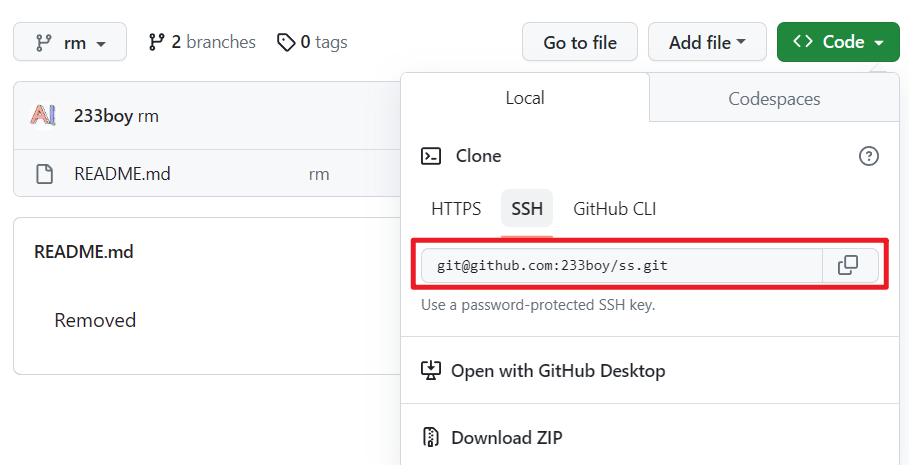 rm
2 branches
0 tags
Go to file
Add file
Code
AI
233boy rm
README.md
rm
README.md
Removed
Local
Codespaces
Clone
HTTPS
SSH
GitHub CLI
git@github.com:233boy/ss.git
Use a password-protected SSH key.
Open with GitHub Desktop
Download ZIP